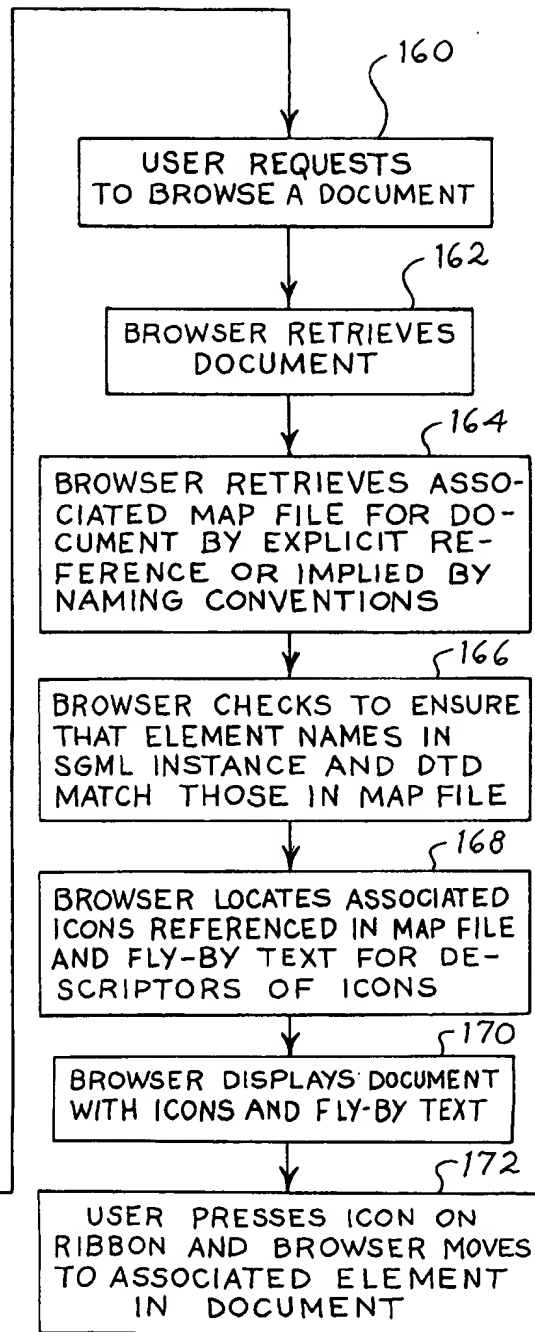 160
USER REQUESTS
TO BROWSE A DOCUMENT
162
BROWSER RETRIEVES
DOCUMENT
164
BROWSER RETRIEVES ASSO-
CIATED MAP FILE FOR DO-
CUMENT BY EXPLICIT RE-
FERENCE OR IMPLIED BY
NAMING CONVENTIONS
166
BROWSER CHECKS TO ENSURE
THAT ELEMENT NAMES IN
SGML INSTANCE AND DTD
MATCH THOSE IN MAP FILE
168
BROWSER LOCATES ASSOCIATED
ICONS REFERENCED IN MAP FILE
AND FLY-BY TEXT FOR DE-
SCRIPTORS OF ICONS
170
BROWSER DISPLAYS DOCUMENT
WITH ICONS AND FLY-BY TEXT
172
USER PRESSES ICON ON
RIBBON AND BROWSER MOVES
TO ASSOCIATED ELEMENT
IN DOCUMENT